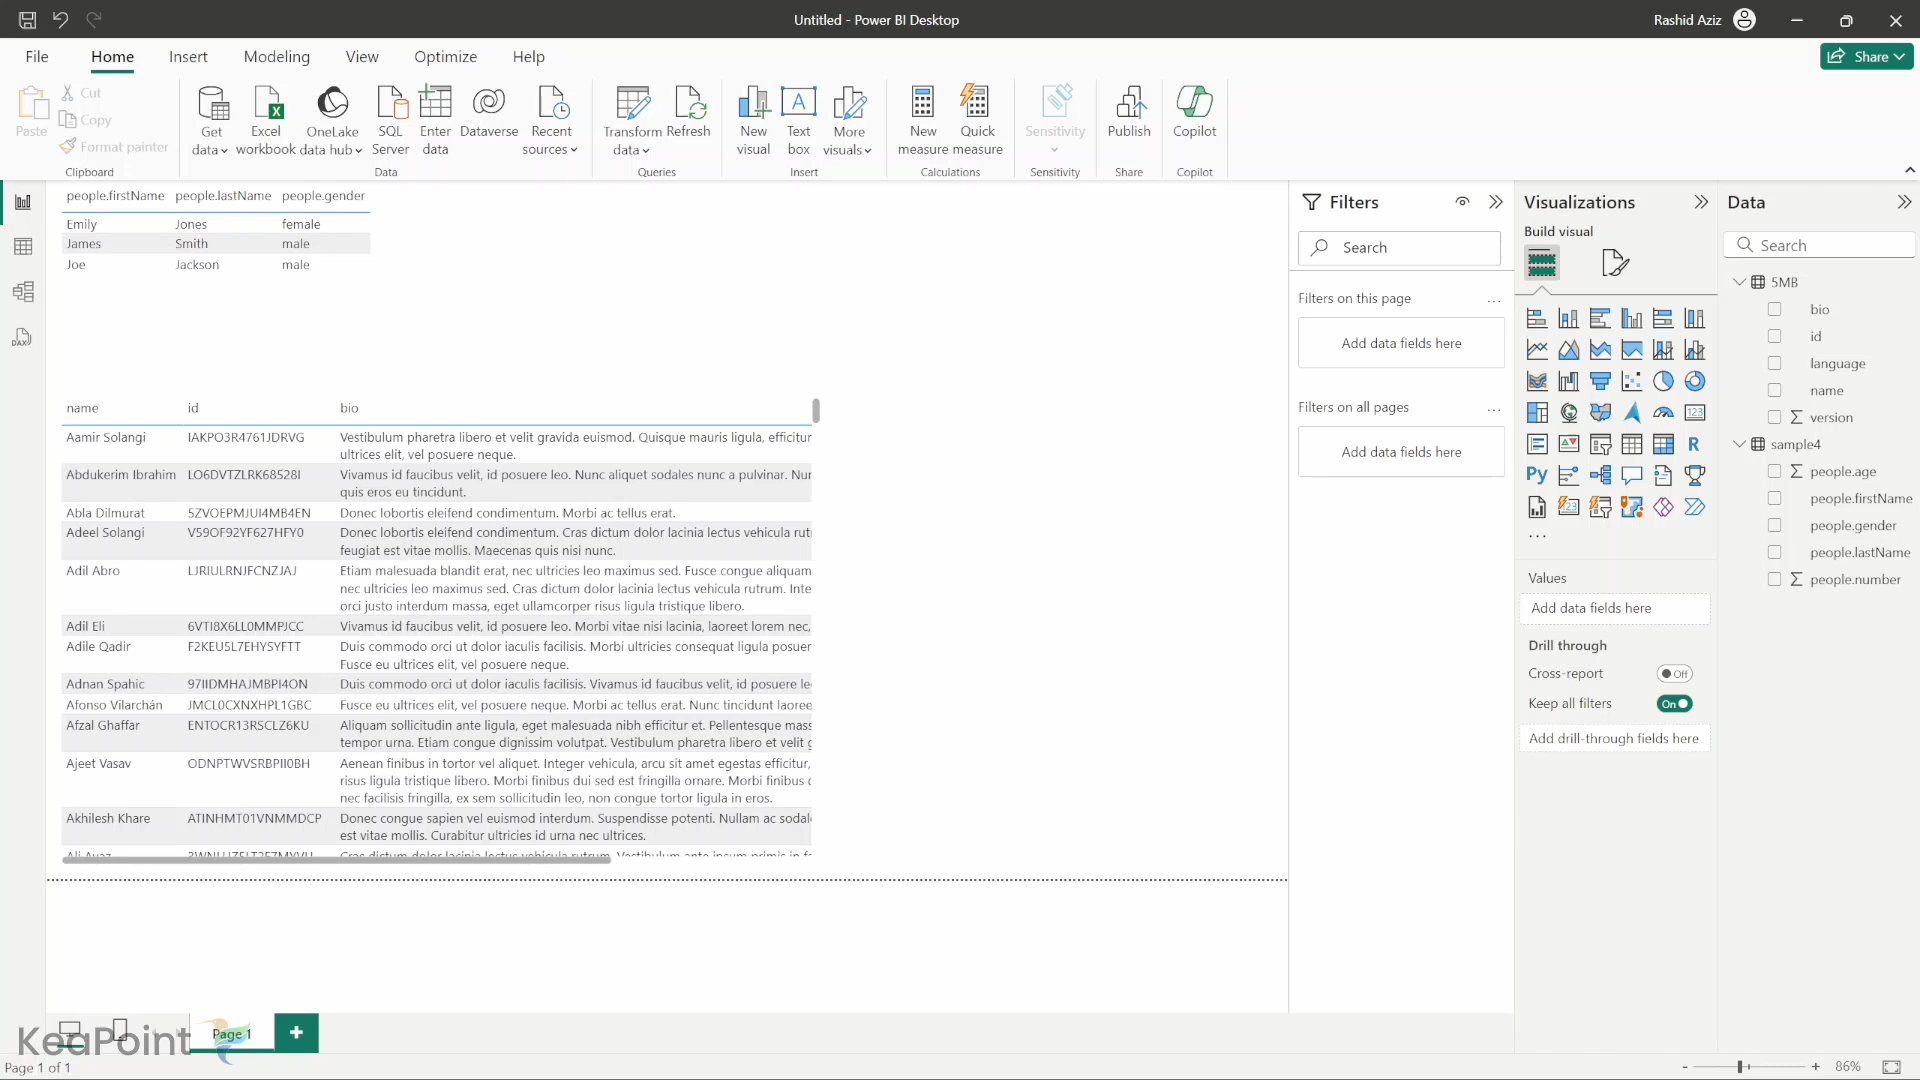 Untitled - Power BI Desktop
Rashid Aziz
File Home Insert Modeling View Optimize Help
Share
Paste
Cut
Copy
Format painter
Clipboard
Get data
Excel workbook
OneLake data hub
SQL Server
Enter data
Dataverse
Recent sources
Data
Transform data
Refresh
Queries
New visual
Text box
More visuals
Insert
New measure
Quick measure
Calculations
Sensitivity
Sensitivity
Publish
Share
Copilot
Copilot
people.firstName people.lastName people.gender
Emily Jones female
James Smith male
Joe Jackson male
name id bio
Aamir Solangi IAKPO3R4761JDRVG Vestibulum pharetra libero et velit gravida euismod. Quisque mauris ligula, efficitur
ultrices elit, vel posuere neque.
Abdukerim Ibrahim LO6DVTZLRK68528I Vivamus id faucibus velit, id posuere leo. Nunc aliquet sodales nunc a pulvinar. Nun
quis eros eu tincidunt.
Abla Dilmurat 5ZVOEPMJUI4MB4EN Donec lobortis eleifend condimentum. Morbi ac tellus erat.
Adeel Solangi V59OF92YF627HFY0 Donec lobortis eleifend condimentum. Cras dictum dolor lacinia lectus vehicula rutr
feugiat est vitae mollis. Maecenas quis nisi nunc.
Adil Abro LJRIULRNJFCNZJAJ Etiam malesuada blandit erat, nec ultricies leo maximus sed. Fusce congue aliquam
nec ultricies leo maximus sed. Cras dictum dolor lacinia lectus vehicula rutrum. Inte
orci justo interdum massa, eget ullamcorper risus ligula tristique libero.
Adil Eli 6VTI8X6LL0MMPJCC Vivamus id faucibus velit, id posuere leo. Morbi vitae nisi lacinia, laoreet lorem nec,
Adile Qadir F2KEU5L7EHYSYFTT Duis commodo orci ut dolor iaculis facilisis. Morbi ultricies consequat ligula posuer
Fusce eu ultrices elit, vel posuere neque.
Adnan Spahic 97IIDMHAJMBPI4ON Duis commodo orci ut dolor iaculis facilisis. Vivamus id faucibus velit, id posuere le
Afonso Vilarchán JMCL0CXNXHPL1GBC Fusce eu ultrices elit, vel posuere neque. Morbi ac tellus erat. Nunc tincidunt laoree
Afzal Ghaffar ENTOCR13RSCLZ6KU Aliquam sollicitudin ante ligula, eget malesuada nibh efficitur et. Pellentesque mass
tempor urna. Etiam congue dignissim volutpat. Vestibulum pharetra libero et velit g
Ajeet Vasav ODNPTWVSRBPII0BH Aenean finibus in tortor vel aliquet. Integer vehicula, arcu sit amet egestas efficitur,
risus ligula tristique libero. Morbi finibus dui sed est fringilla ornare. Morbi finibus c
nec facilisis fringilla, ex sem sollicitudin leo, non congue tortor ligula in eros.
Akhilesh Khare ATINHMT01VNMMDCP Donec congue sapien vel euismod interdum. Suspendisse potenti. Nullam ac sodal
est vitae mollis. Curabitur ultricies id urna nec ultrices.
Filters
Search
Filters on this page ...
Add data fields here
Filters on all pages ...
Add data fields here
Visualizations
Build visual
123
R
Py
...
Values
Add data fields here
Drill through
Cross-report Off
Keep all filters On
Add drill-through fields here
Data
Search
5MB
bio
id
language
name
∑ version
sample4
∑ people.age
people.firstName
people.gender
people.lastName
∑ people.number
KeaPoint
Page 1
Page 1 of 1
- + 86%